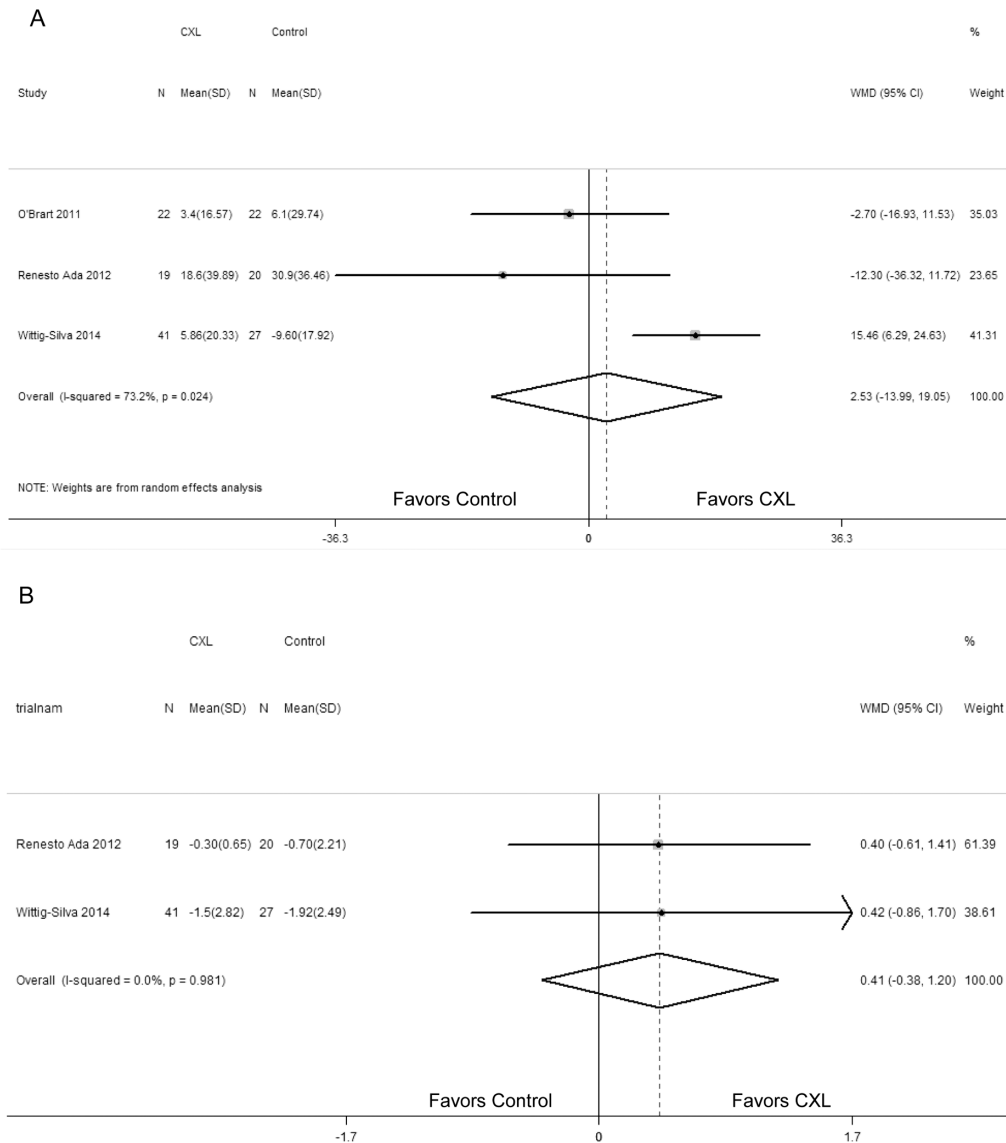 A
CXL Control %
Study N Mean(SD) N Mean(SD) WMD (95% CI) Weight
O'Brart 2011 22 3.4(16.57) 22 6.1(29.74) -2.70 (-16.93, 11.53) 35.03
Renesto Ada 2012 19 18.6(39.89) 20 30.9(36.46) -12.30 (-36.32, 11.72) 23.65
Wittig-Silva 2014 41 5.86(20.33) 27 -9.60(17.92) 15.46 (6.29, 24.63) 41.31
Overall (I-squared = 73.2%, p = 0.024) 2.53 (-13.99, 19.05) 100.00
NOTE: Weights are from random effects analysis
Favors Control Favors CXL
-36.3 0 36.3
B
CXL Control %
trialnam N Mean(SD) N Mean(SD) WMD (95% CI) Weight
Renesto Ada 2012 19 -0.30(0.65) 20 -0.70(2.21) 0.40 (-0.61, 1.41) 61.39
Wittig-Silva 2014 41 -1.5(2.82) 27 -1.92(2.49) 0.42 (-0.86, 1.70) 38.61
Overall (I-squared = 0.0%, p = 0.981) 0.41 (-0.38, 1.20) 100.00
Favors Control Favors CXL
-1.7 0 1.7